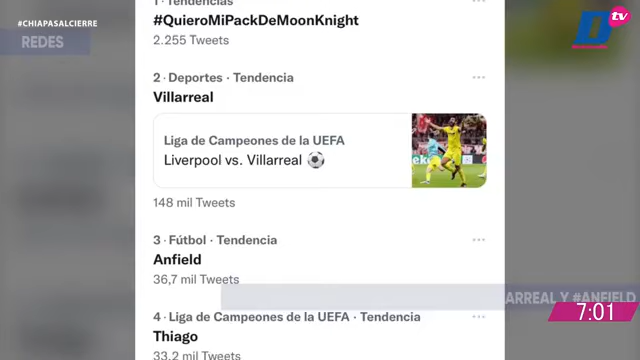 #CHIAPASALCIERRE
REDES
tv
1 · Tendencias
#QuieroMiPackDeMoonKnight
2.255 Tweets
2 · Deportes · Tendencia
Villarreal
Liga de Campeones de la UEFA
Liverpool vs. Villarreal ⚽
148 mil Tweets
3 · Fútbol · Tendencia
Anfield
36,7 mil Tweets
ARREAL Y #ANFIELD
7:01
4 · Liga de Campeones de la UEFA · Tendencia
Thiago
33,2 mil Tweets